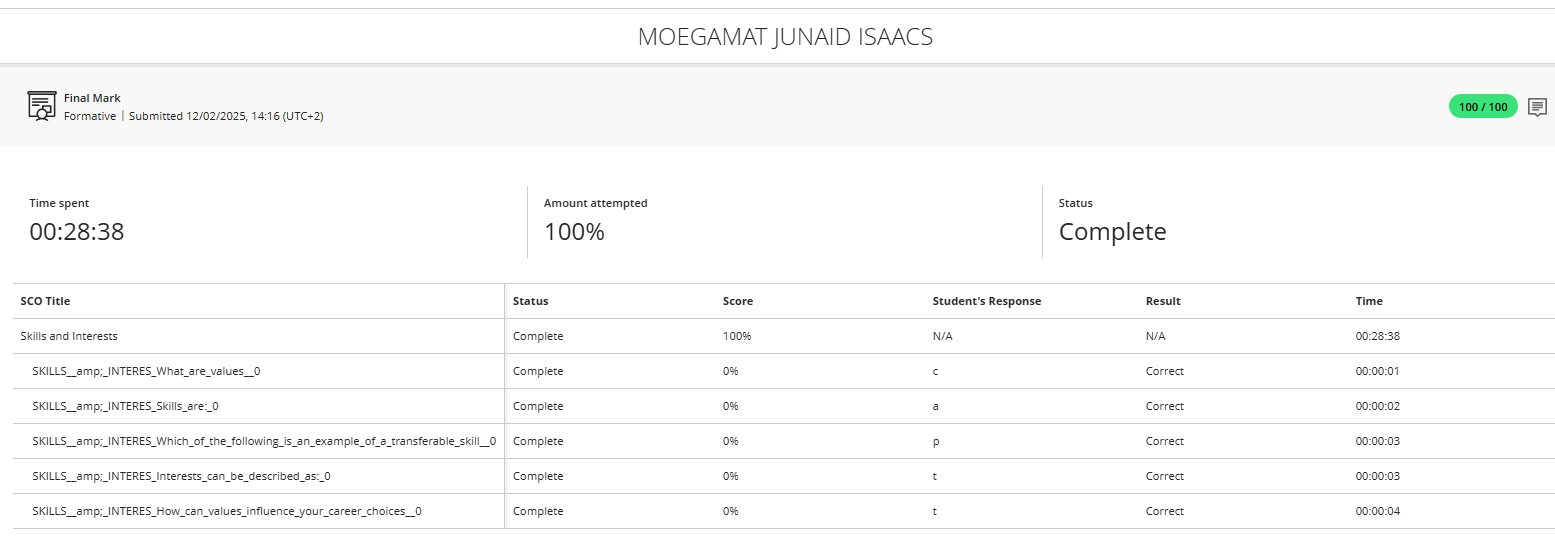 MOEGAMAT JUNAID ISAACS
Final Mark
Formative | Submitted 12/02/2025, 14:16 (UTC+2)
100 / 100
Time spent
00:28:38
Amount attempted
100%
Status
Complete
SCO Title Status Score Student's Response Result Time
Skills and Interests Complete 100% N/A N/A 00:28:38
SKILLS__amp;_INTERES_What_are_values__0 Complete 0% c Correct 00:00:01
SKILLS__amp;_INTERES_Skills_are:_0 Complete 0% a Correct 00:00:02
SKILLS__amp;_INTERES_Which_of_the_following_is_an_example_of_a_transferable_skill__0 Complete 0% p Correct 00:00:03
SKILLS__amp;_INTERES_Interests_can_be_described_as:_0 Complete 0% t Correct 00:00:03
SKILLS__amp;_INTERES_How_can_values_influence_your_career_choices__0 Complete 0% t Correct 00:00:04